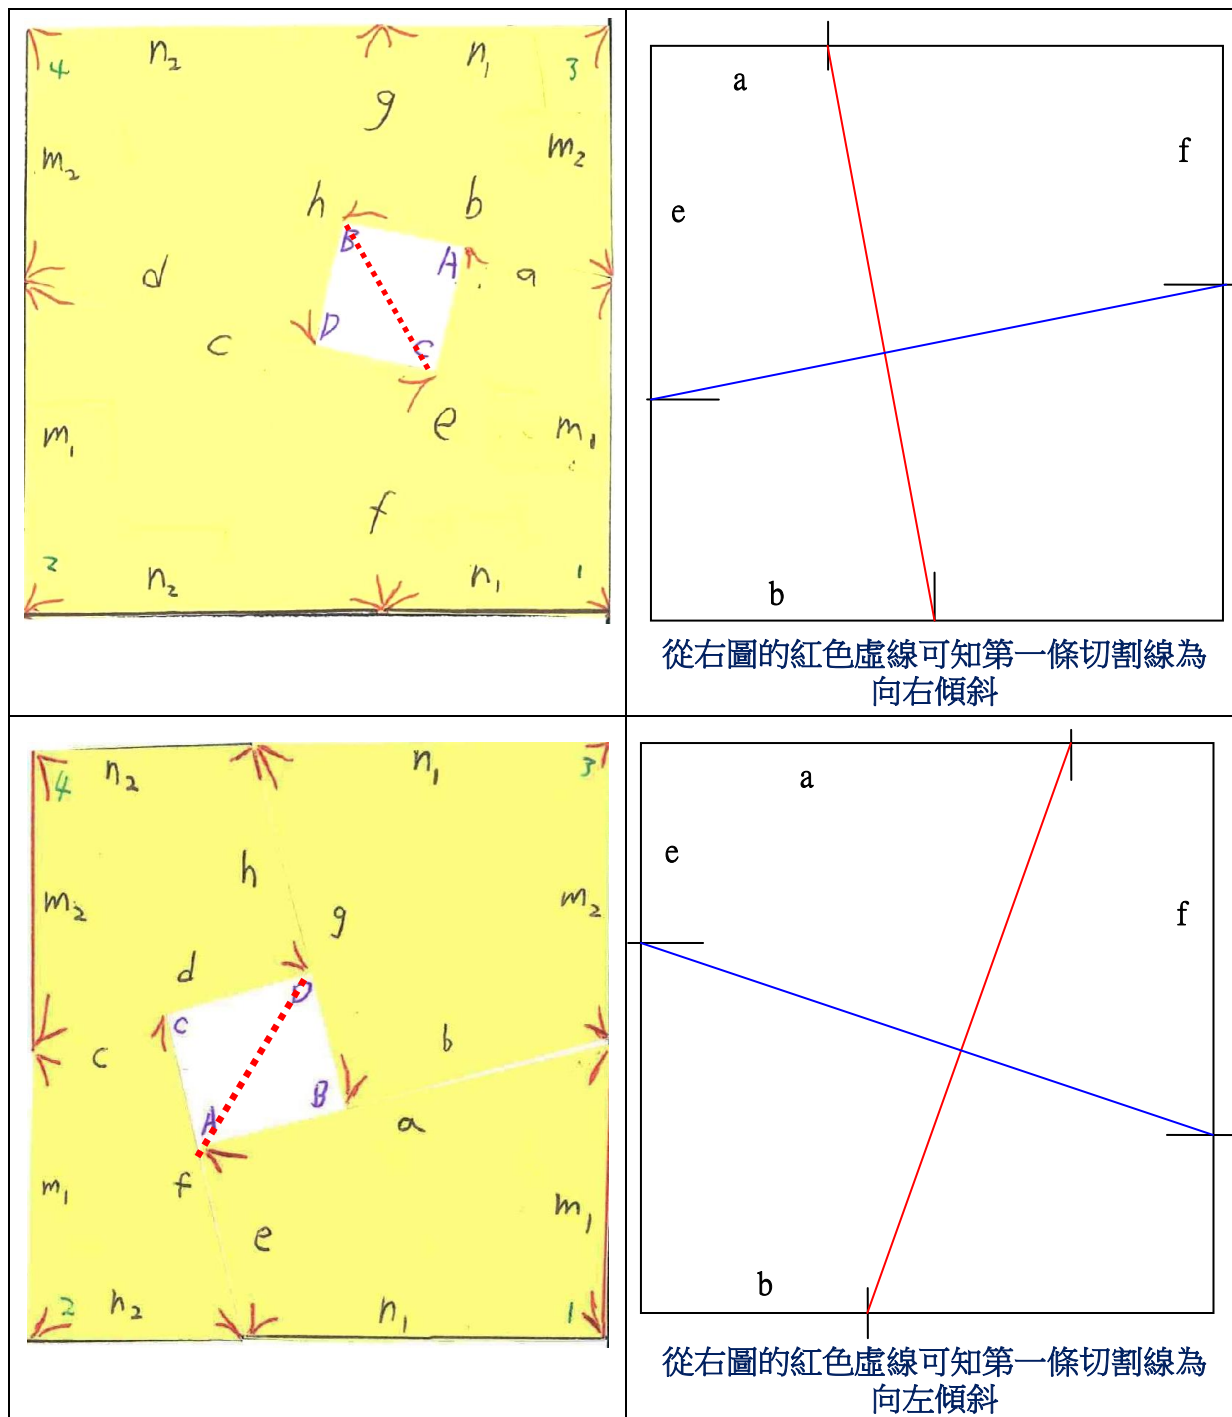 4 n₂ n₁ 3
g
m₂ m₂
h b
B A
d a
D C
c
e
m₁ m₁
f
2 n₂ n₁ 1
a
f
e
b
從右圖的紅色虛線可知第一條切割線為
向右傾斜
4 n₂ n₁ 3
h
m₂ g m₂
d
D
C
c b
B
A a
f
m₁ m₁
e
2 n₂ n₁ 1
a
e
f
b
從右圖的紅色虛線可知第一條切割線為
向左傾斜